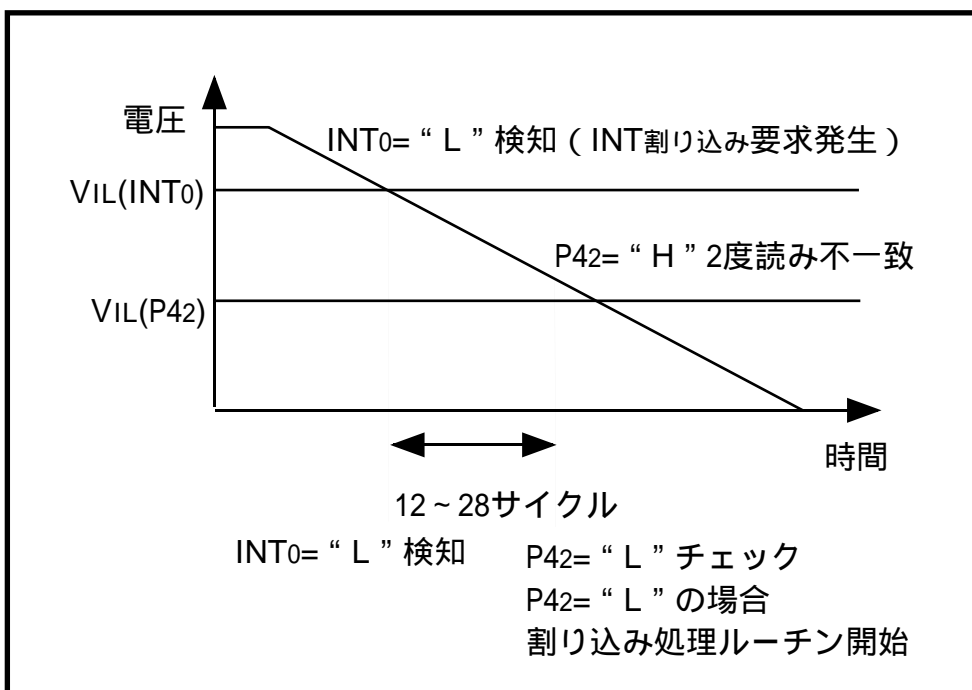 電圧
INT0= “ L ” 検知 ( INT割り込み要求発生 )
VIL(INT0)
P42= “ H ” 2度読み不一致
VIL(P42)
時間
12 ~ 28サイクル
INT0= “ L ” 検知
P42= “ L ” チェック
P42= “ L ” の場合
割り込み処理ルーチン開始